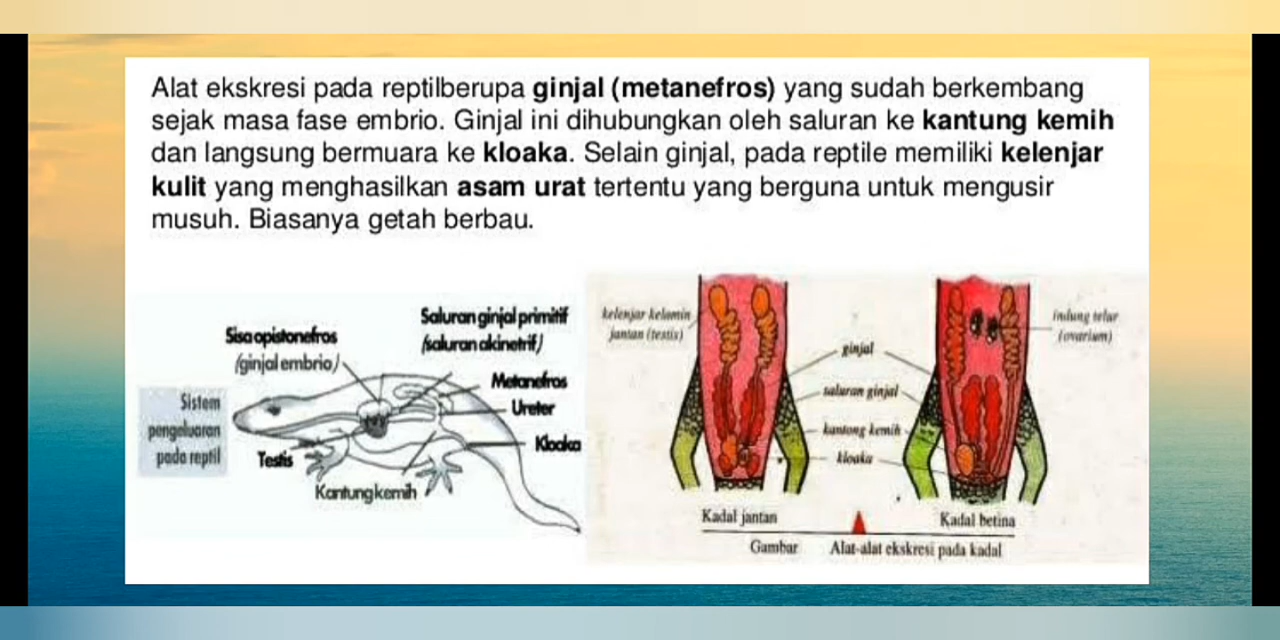 Alat ekskresi pada reptilberupa ginjal (metanefros) yang sudah berkembang
sejak masa fase embrio. Ginjal ini dihubungkan oleh saluran ke kantung kemih
dan langsung bermuara ke kloaka. Selain ginjal, pada reptile memiliki kelenjar
kulit yang menghasilkan asam urat tertentu yang berguna untuk mengusir
musuh. Biasanya getah berbau.
Sisa opistonefros
(ginjal embrio)
Saluran ginjal primitif
(saluran akinetrif)
Metanefros
Ureter
Kloaka
Sistem
pengeluaran
pada reptil
Testis
Kantung kemih
kelenjar kelamin
jantan (testis)
ginjal
saluran ginjal
kantong kemih
kloaka
indung telur
(ovarium)
Kadal jantan
Kadal betina
Gambar Alat-alat ekskresi pada kadal